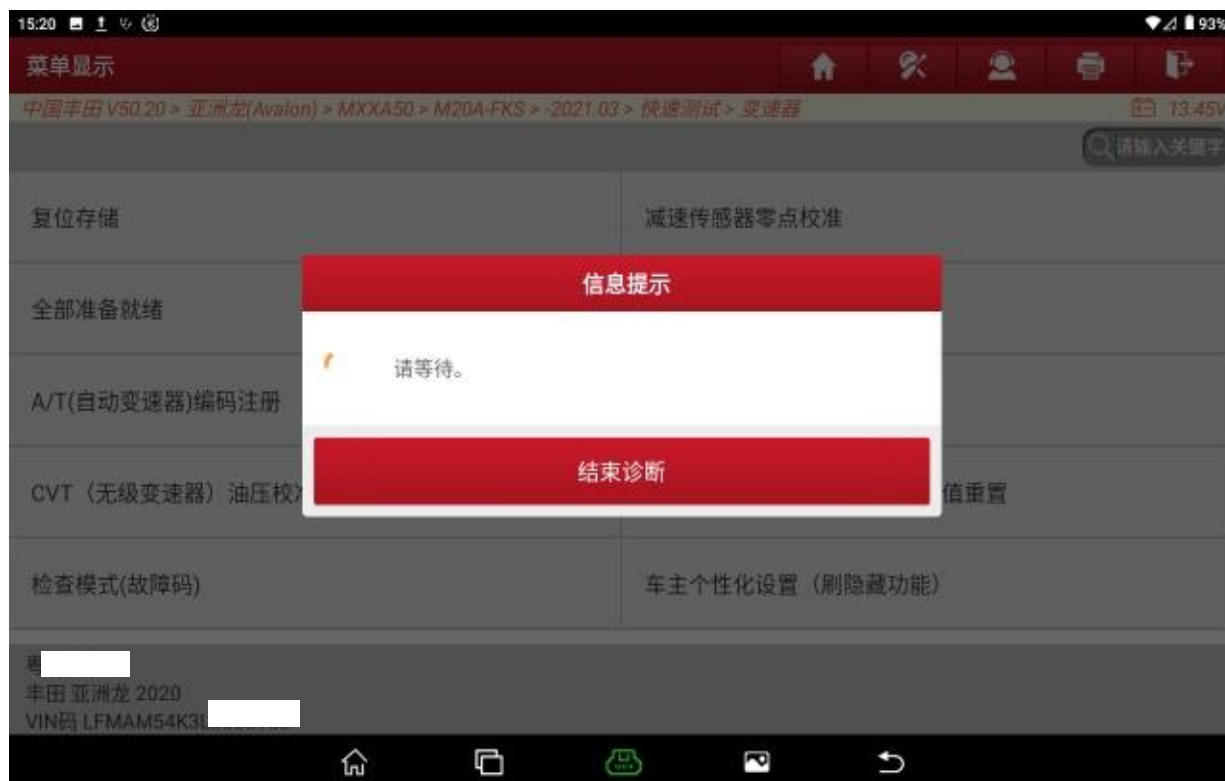 15:20
93%
菜单显示
中国丰田 V50.20 > 亚洲龙(Avalon) > MXXA50 > M20A-FKS > -2021.03 > 快速测试 > 变速器
13.45V
请输入关键字
复位存储
减速传感器零点校准
信息提示
全部准备就绪
请等待。
A/T(自动变速器)编码注册
结束诊断
CVT（无级变速器）油压校
值重置
检查模式(故障码)
车主个性化设置（刷隐藏功能）
粤
丰田 亚洲龙 2020
VIN码 LFMAM54K3